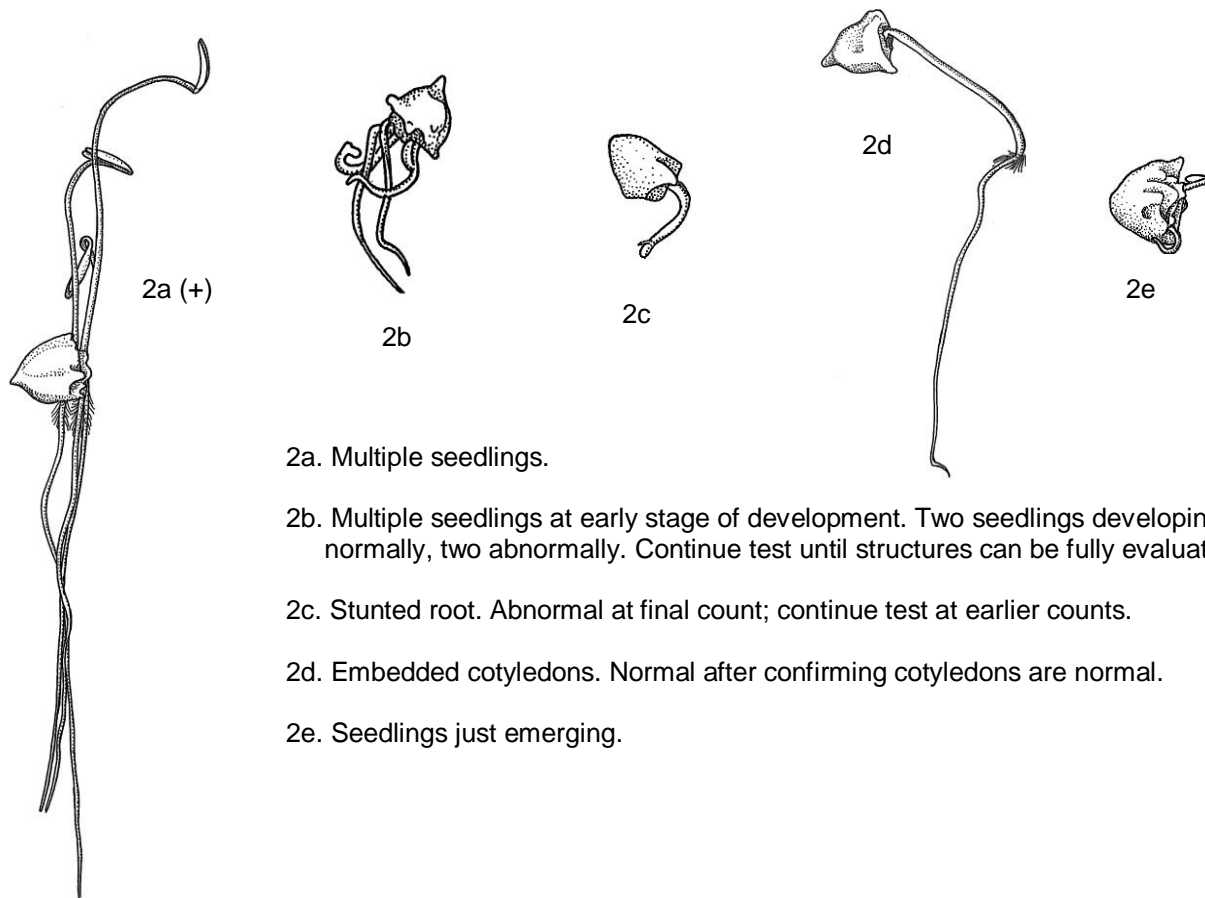 2d
2e
2a (+)
2c
2b
2a. Multiple seedlings.
2b. Multiple seedlings at early stage of development. Two seedlings developin
normally, two abnormally. Continue test until structures can be fully evaluat
2c. Stunted root. Abnormal at final count; continue test at earlier counts.
2d. Embedded cotyledons. Normal after confirming cotyledons are normal.
2e. Seedlings just emerging.